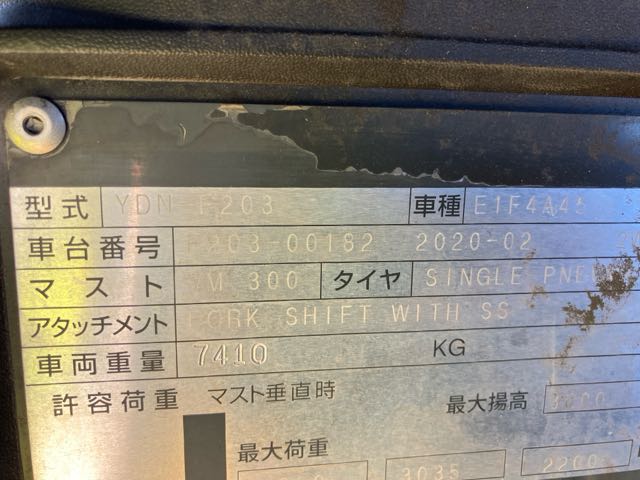 型式 YDN F203 車種 E1F4A45
車台番号 F203-00182 2020-02
マスト VM 300 タイヤ SINGLE PNEU
アタッチメント FORK SHIFT WITH SS
車両重量 7410 KG
許容荷重 マスト垂直時 最大揚高 3000
最大荷重 3035 2200